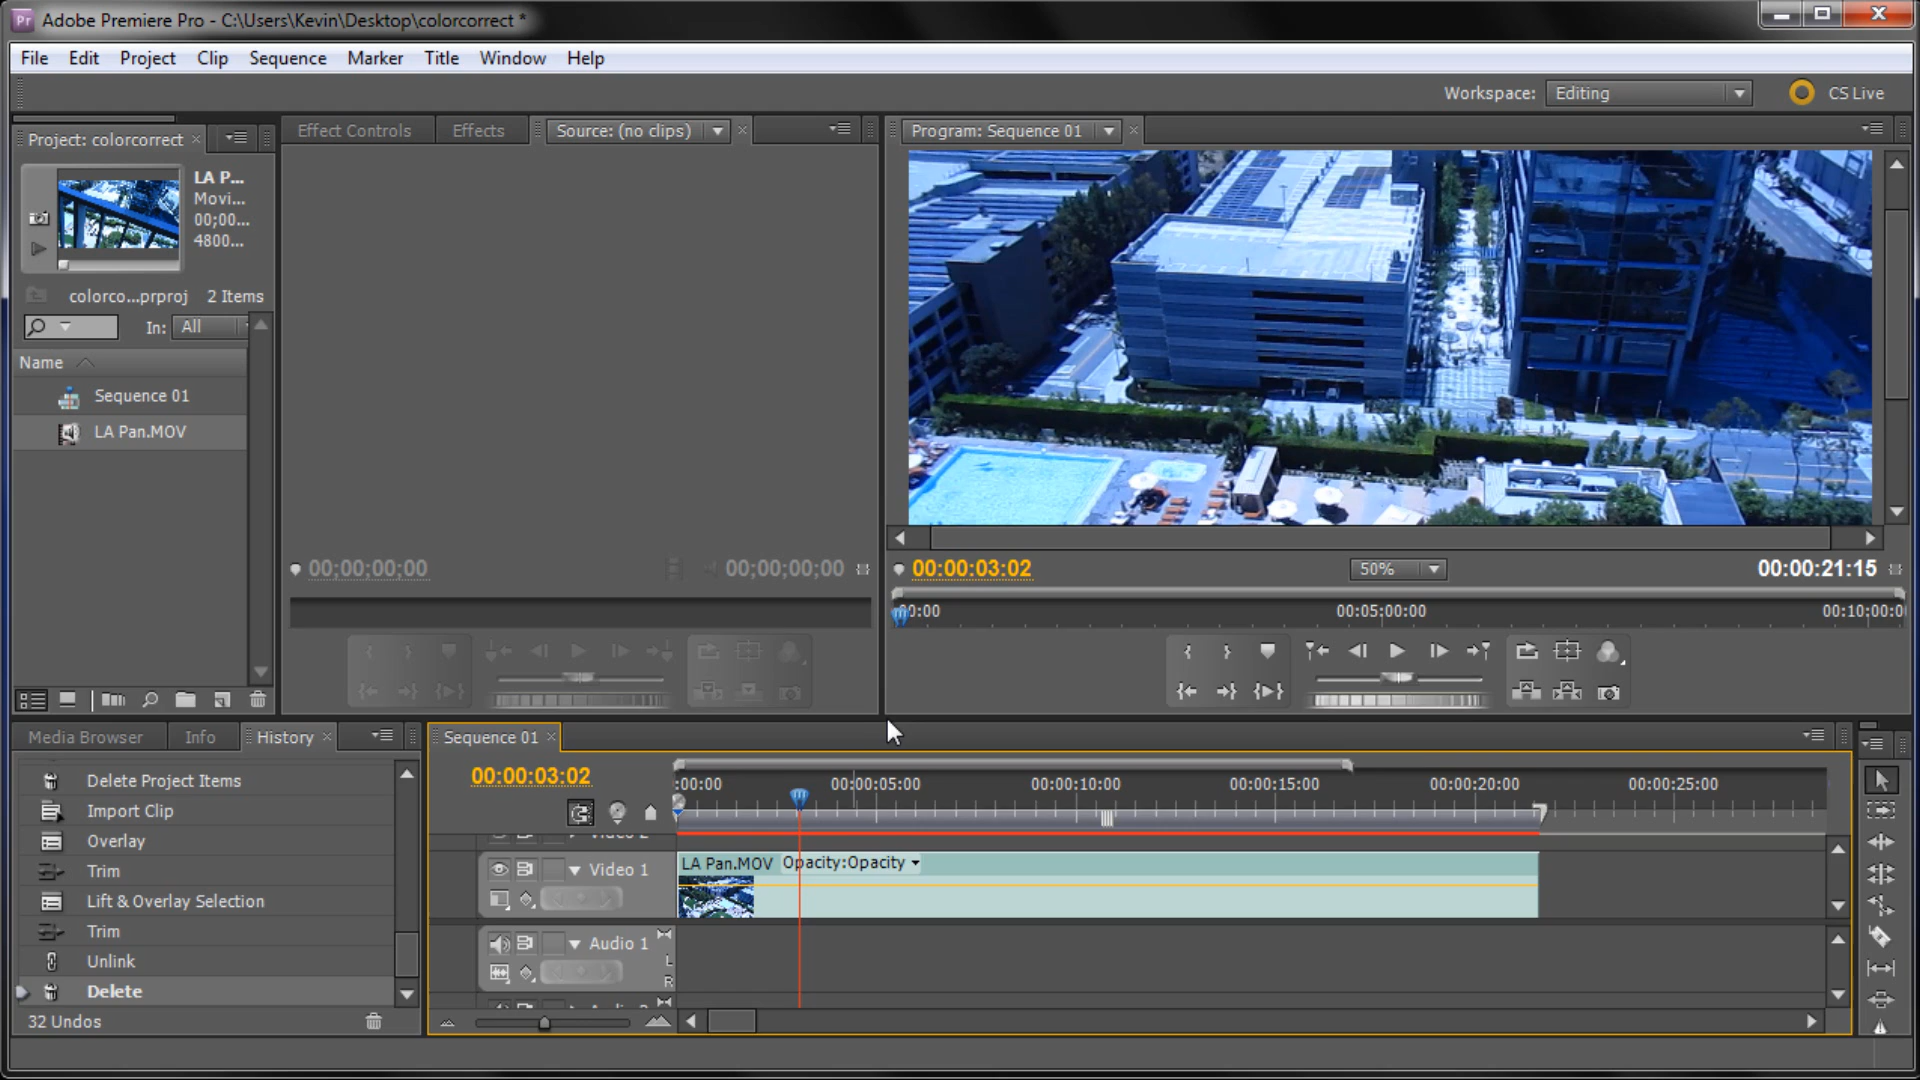 Pr Adobe Premiere Pro - C:\Users\Kevin\Desktop\colorcorrect *
File Edit Project Clip Sequence Marker Title Window Help
Workspace: Editing CS Live
Project: colorcorrect
LA P...
Movi...
00;00...
4800...
colorco...prproj 2 Items
In: All
Name
Sequence 01
LA Pan.MOV
Effect Controls Effects Source: (no clips)
00;00;00;00 00;00;00;00
Program: Sequence 01
00:00:03:02 50% 00:00:21:15
00:05:00:00
Media Browser Info History
Delete Project Items
Import Clip
Overlay
Trim
Lift & Overlay Selection
Trim
Unlink
Delete
32 Undos
Sequence 01
00:00:03:02
:00:00 00:00:05:00 00:00:10:00 00:00:15:00 00:00:20:00 00:00:25:00
Video 1
LA Pan.MOV Opacity:Opacity
Audio 1
L
R